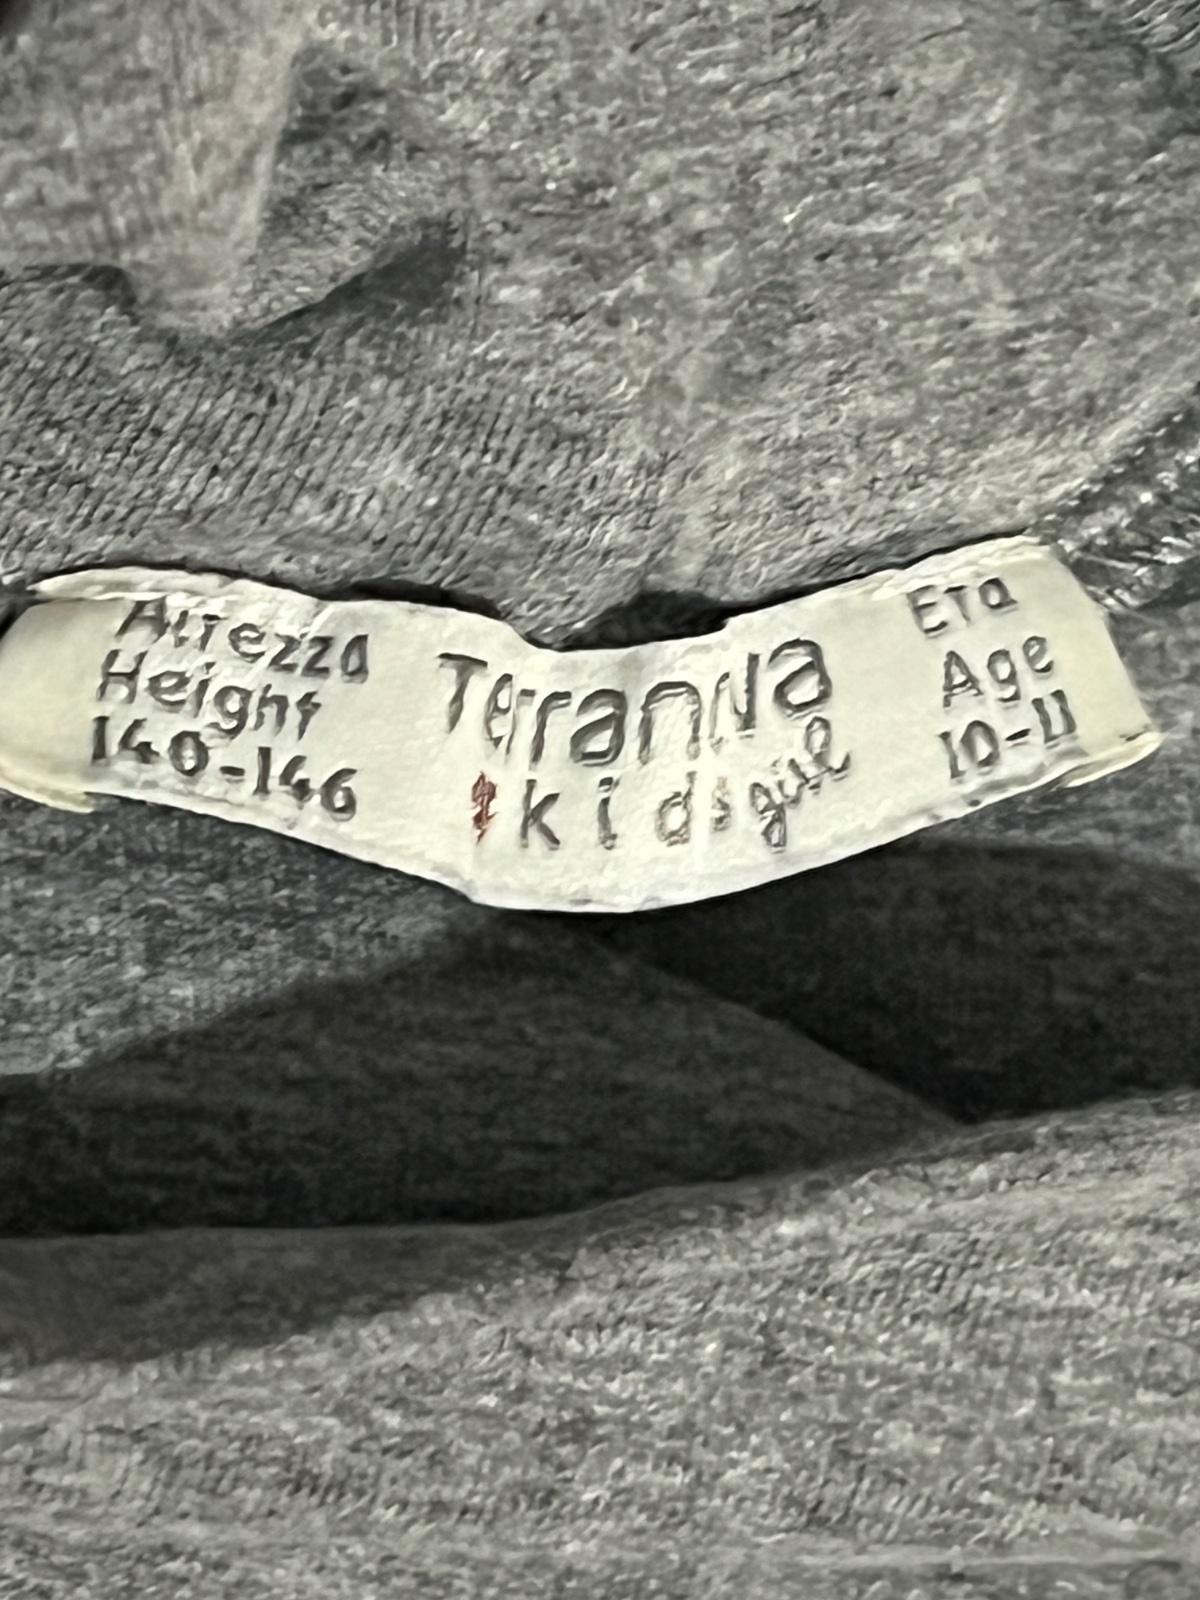 Altezza
Height
140-146
Terranova
kids girl
Età
Age
10-11